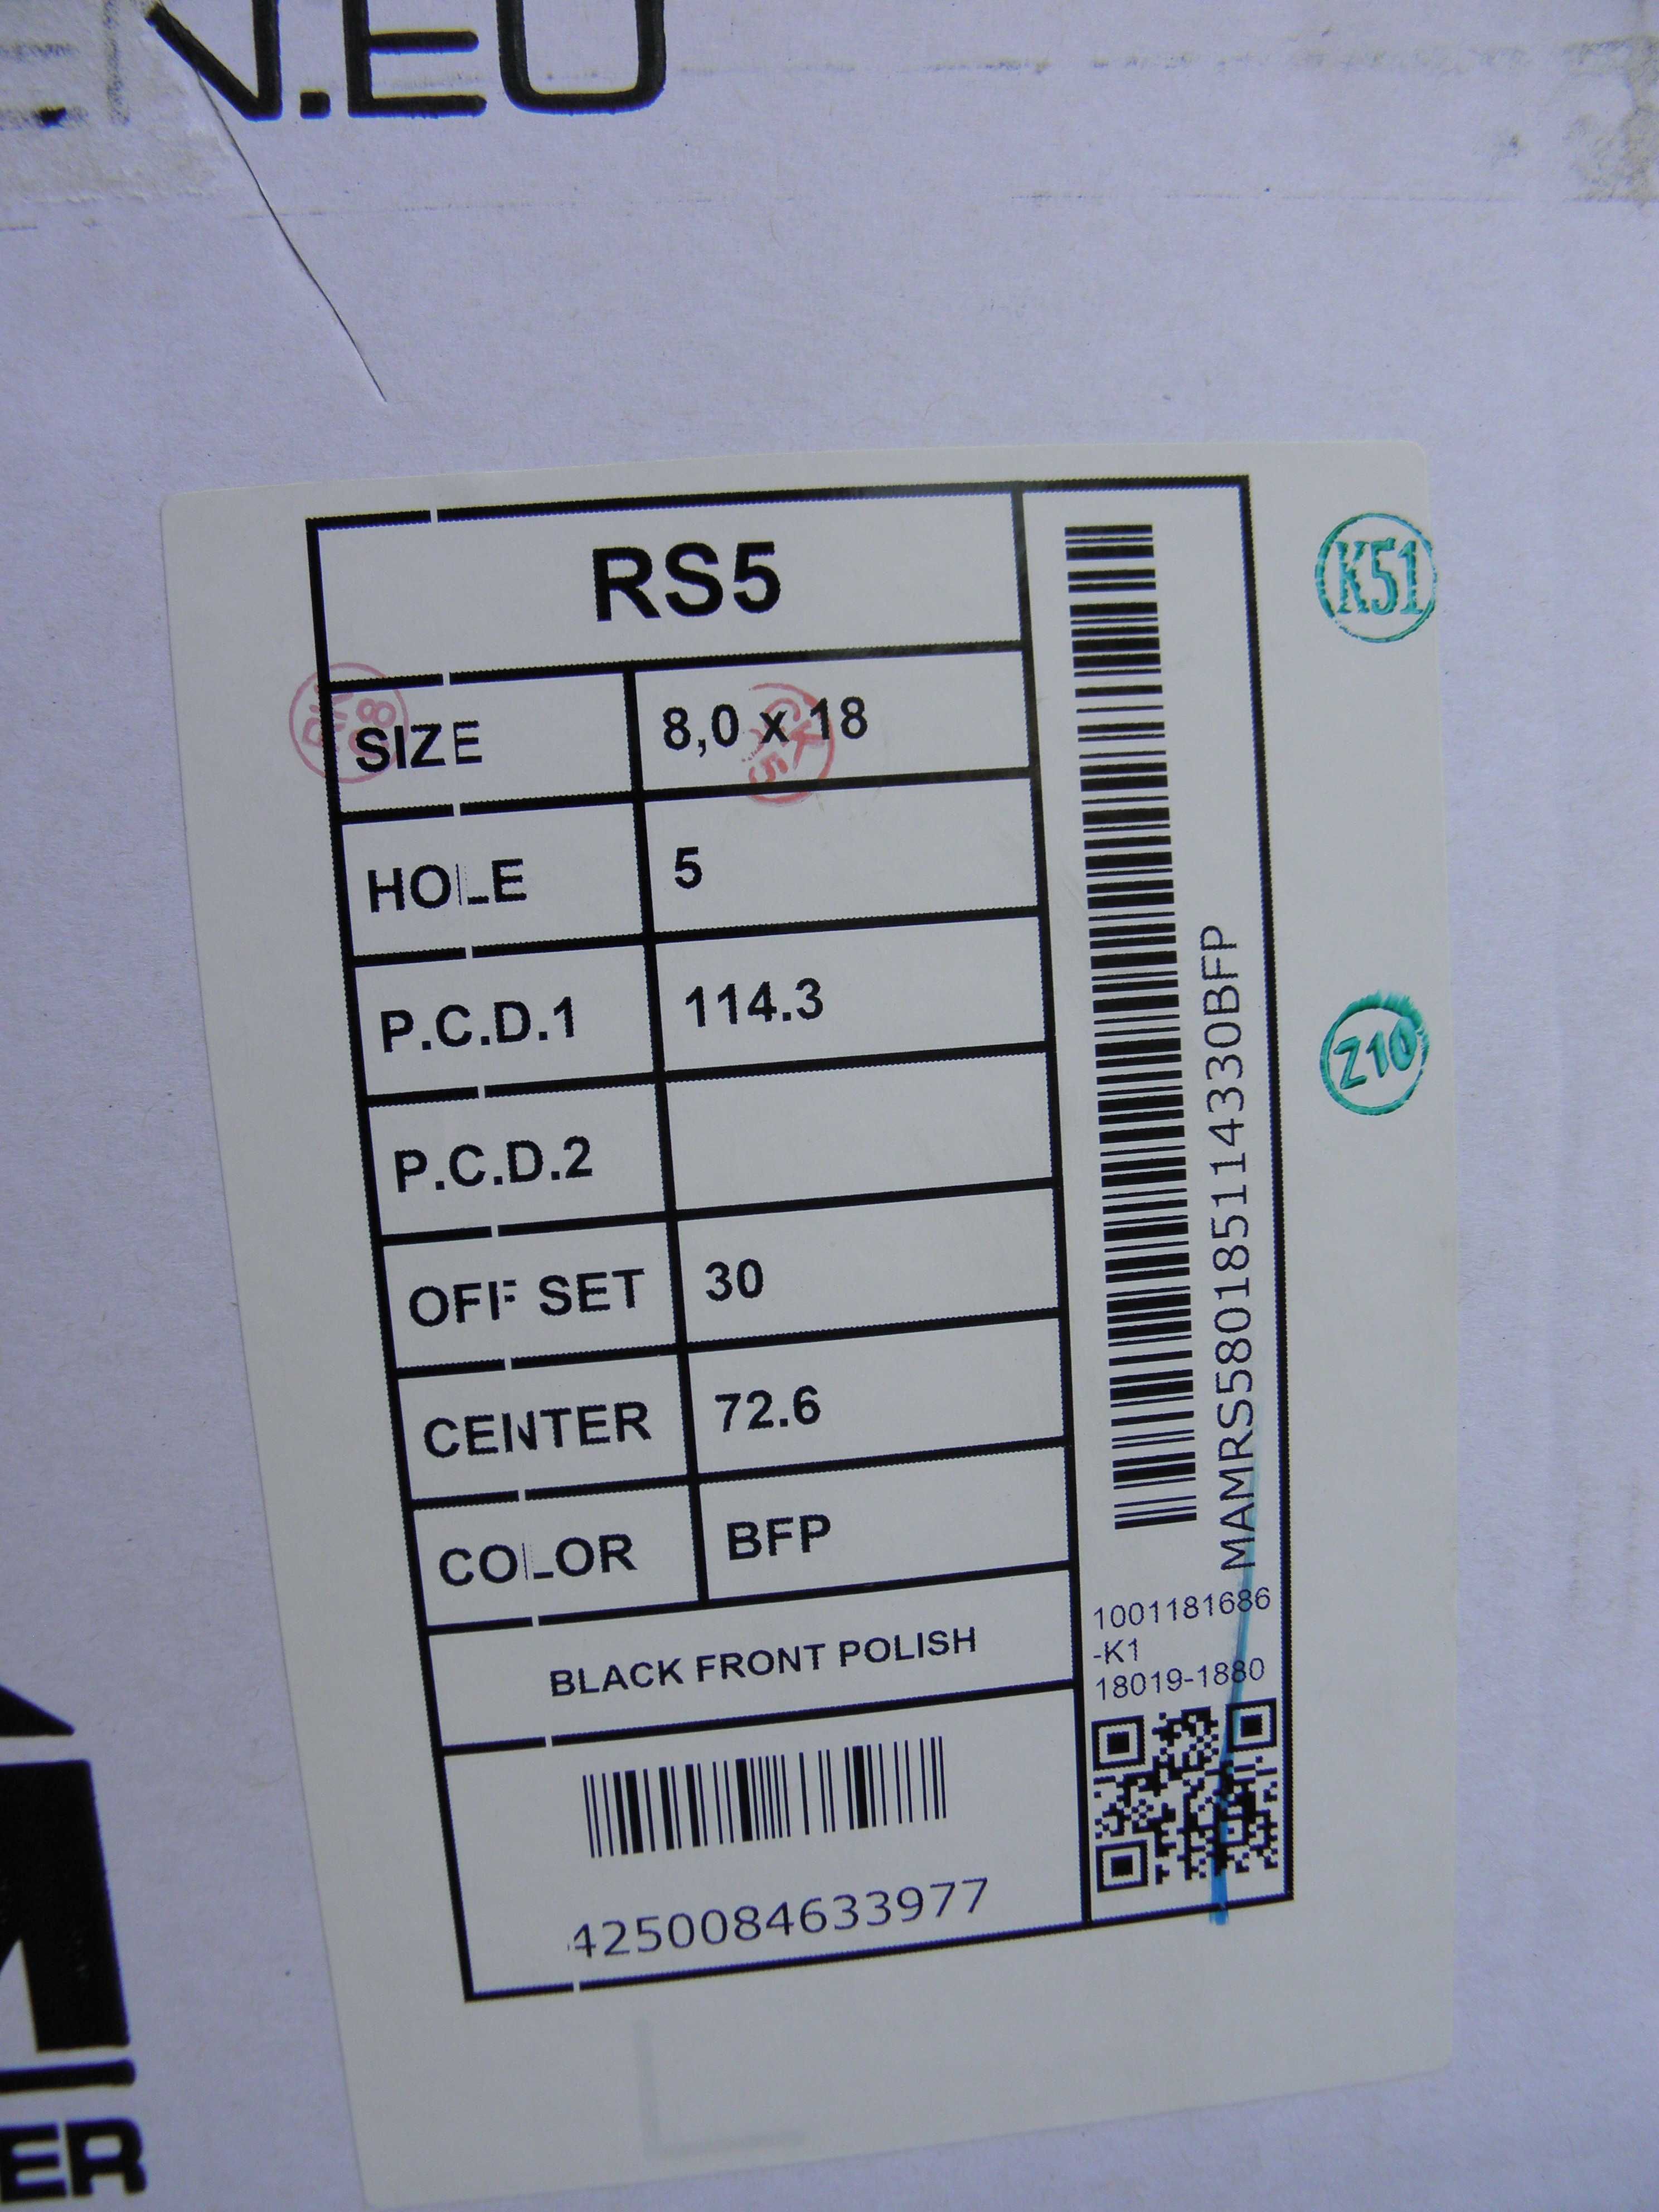 N.EU
RS5
SIZE 8,0 x 18
HOLE 5
P.C.D.1 114.3
P.C.D.2
OFF SET 30
CENTER 72.6
COLOR BFP
BLACK FRONT POLISH
4250084633977
MAMRS580185114330BFP
1001181686
-K1
18019-1880
K51
Z10
ER